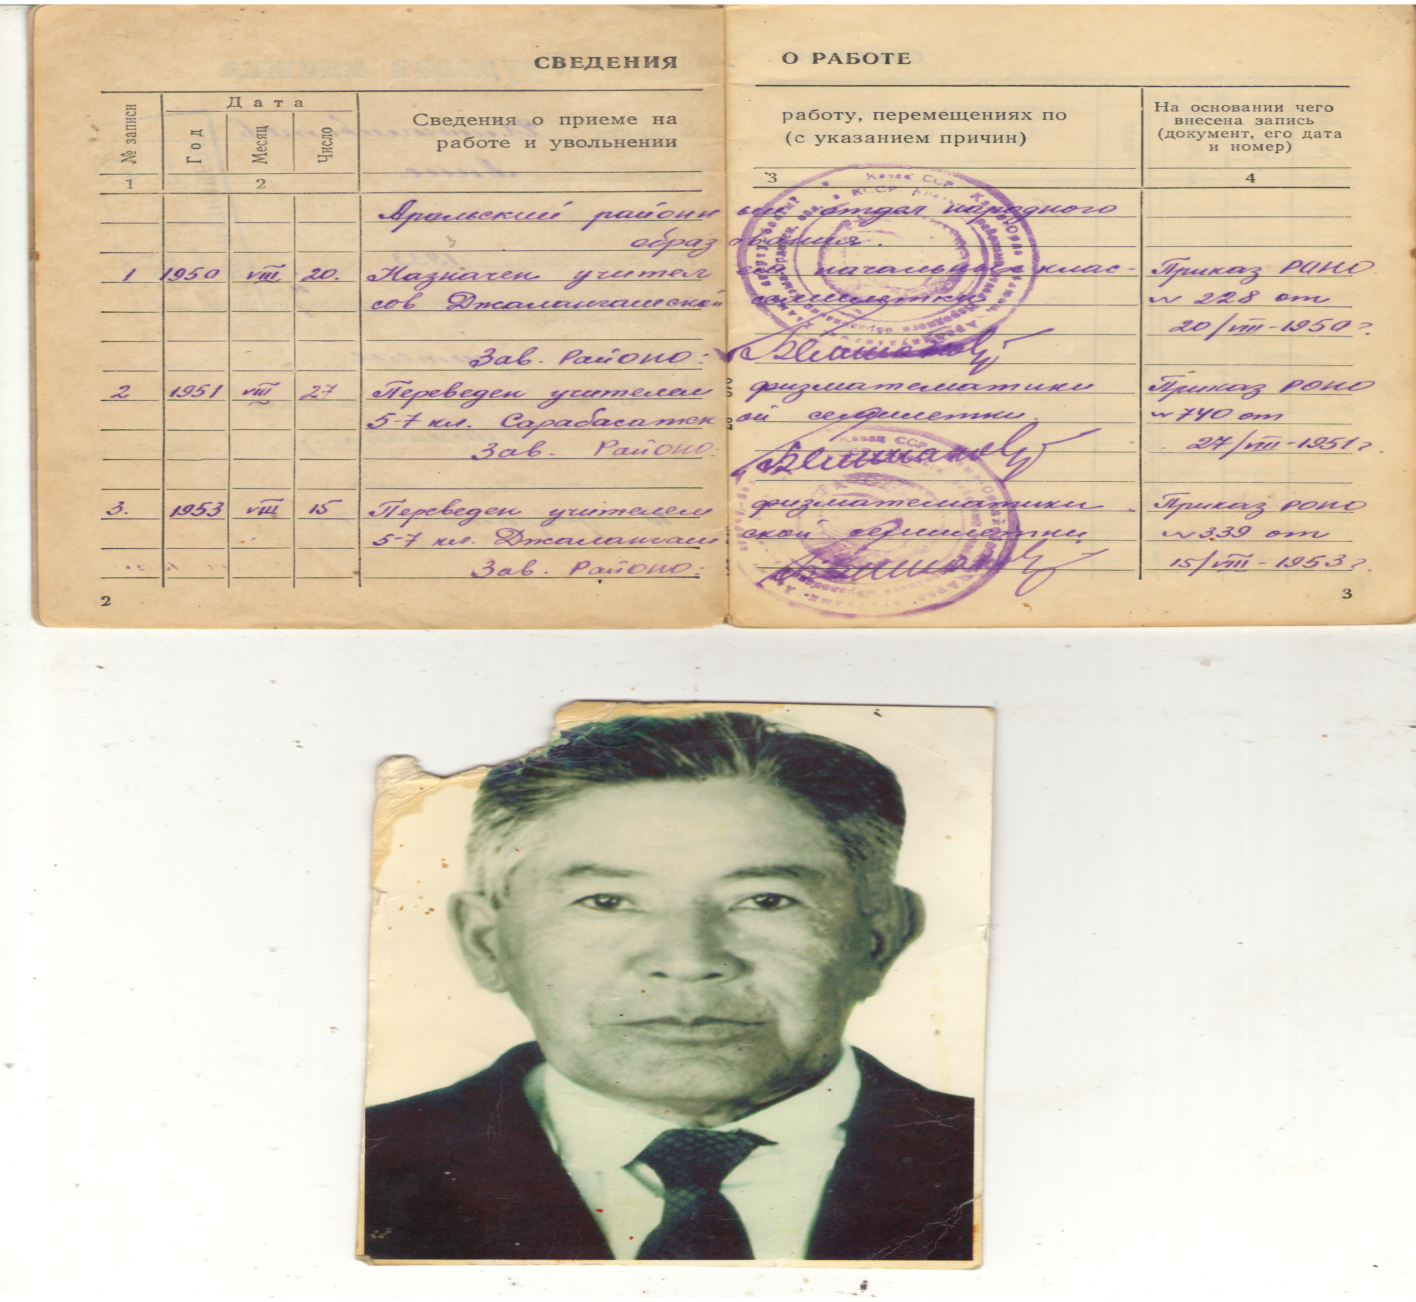 СВЕДЕНИЯ О РАБОТЕ
№ записи
Дата
Год
Месяц
Число
Сведения о приеме на работу, перемещениях по
работе и увольнении (с указанием причин)
На основании чего
внесена запись
(документ, его дата
и номер)
1 2 3 4
Аральский районный отдел народного
образования.
1 1950 VIII 20. Назначен учителем начальных клас- Приказ РОНО
сов Джалангашской семилетки № 228 от
20/VIII-1950г.
Зав. Районо:
2 1951 VIII 27 Переведен учителем физматематики Приказ РОНО
5-7 кл. Сарабасатской семилетки. № 740 от
Зав. Районо: 27/VIII-1951г.
3. 1953 VIII 15 Переведен учителем физматематики Приказ РОНО
5-7 кл. Джалангашской семилетки № 339 от
Зав. Районо: 15/VIII-1953г.
2
3